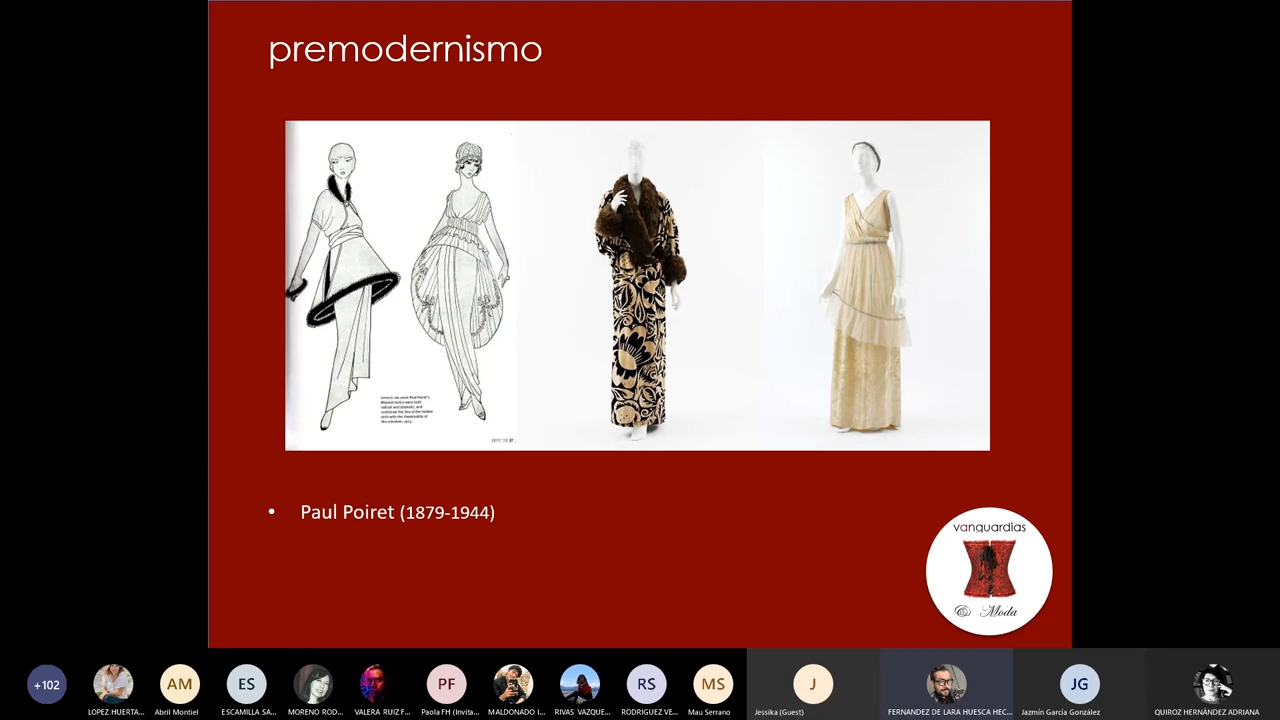 premodernismo
• Paul Poiret (1879-1944)
vanguardias
& Moda
+102
AM
ES
PF
RS
MS
J
JG
LOPEZ HUERTA...
Abril Montiel
ESCAMILLA SA...
MORENO ROD...
VALERA RUIZ F...
Paola FH (Invita...
MALDONADO I...
RIVAS VAZQUE...
RODRIGUEZ VE...
Mau Serrano
Jessika (Guest)
FERNANDEZ DE LARA HUESCA HEC...
Jazmín García González
QUIROZ HERNÁNDEZ ADRIANA